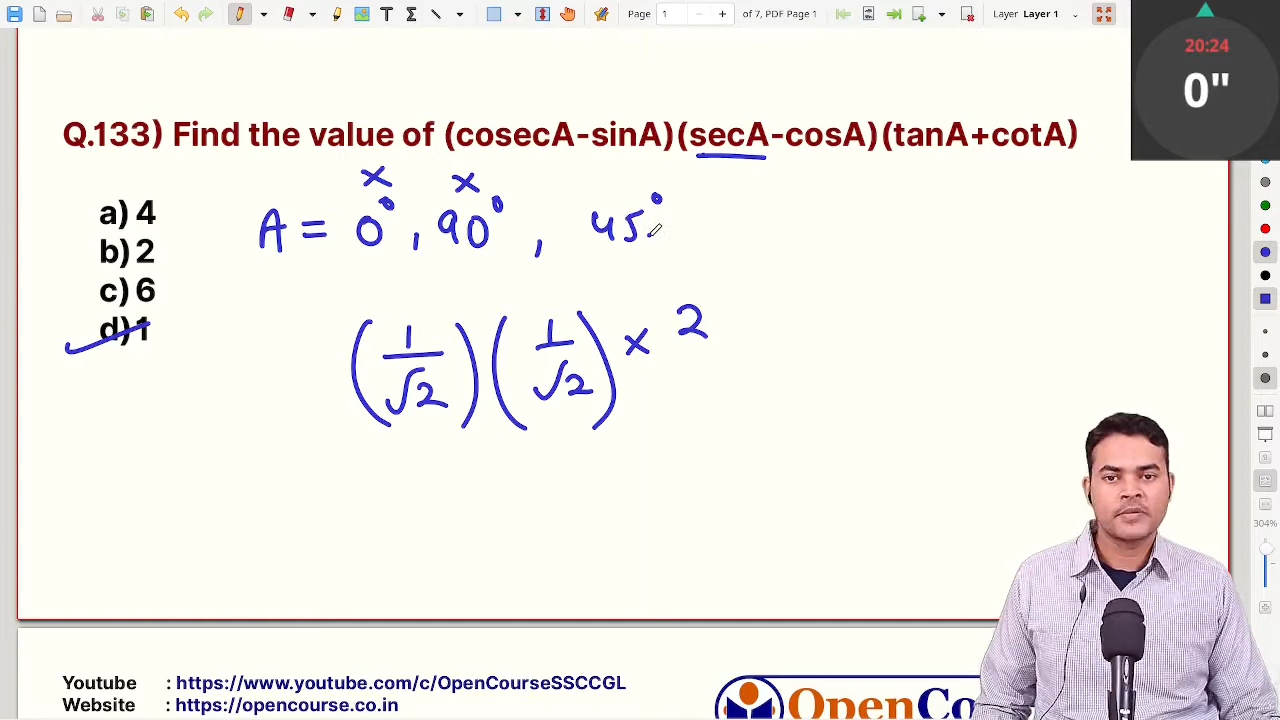 Page 1 of 7, PDF Page 1 Layer Layer 1
20:24
0"
Q.133) Find the value of (cosecA-sinA)(secA-cosA)(tanA+cotA)
x x
A = 0°, 90°, 45°
a) 4
b) 2
c) 6
d) 1
(1/√2)(1/√2) x 2
304%
Youtube : https://www.youtube.com/c/OpenCourseSSCCGL
Website : https://opencourse.co.in
OpenCo